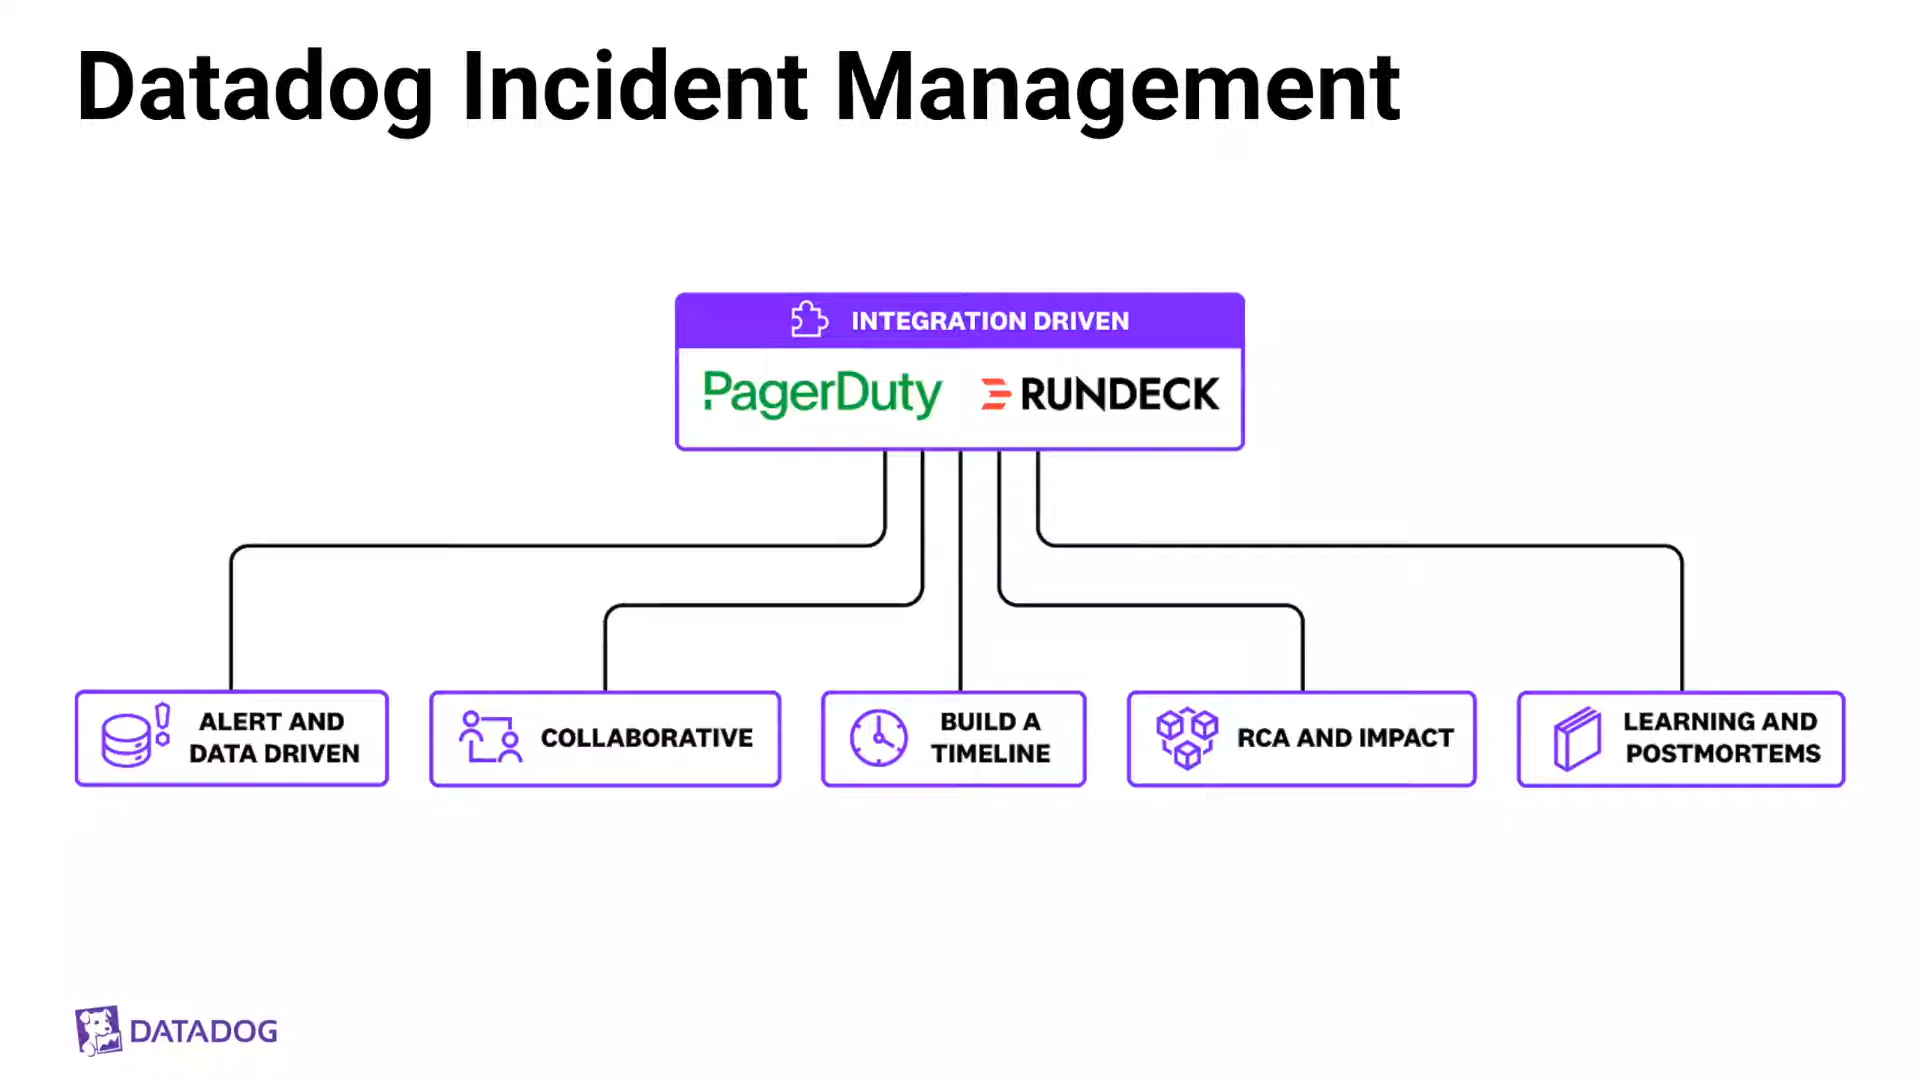 Datadog Incident Management
INTEGRATION DRIVEN
PagerDuty
RUNDECK
ALERT AND
DATA DRIVEN
COLLABORATIVE
BUILD A
TIMELINE
RCA AND IMPACT
LEARNING AND
POSTMORTEMS
DATADOG